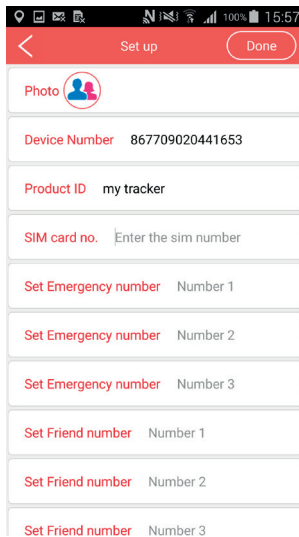 100% 15:57
Set up Done
Photo
Device Number 867709020441653
Product ID my tracker
SIM card no. Enter the sim number
Set Emergency number Number 1
Set Emergency number Number 2
Set Emergency number Number 3
Set Friend number Number 1
Set Friend number Number 2
Set Friend number Number 3